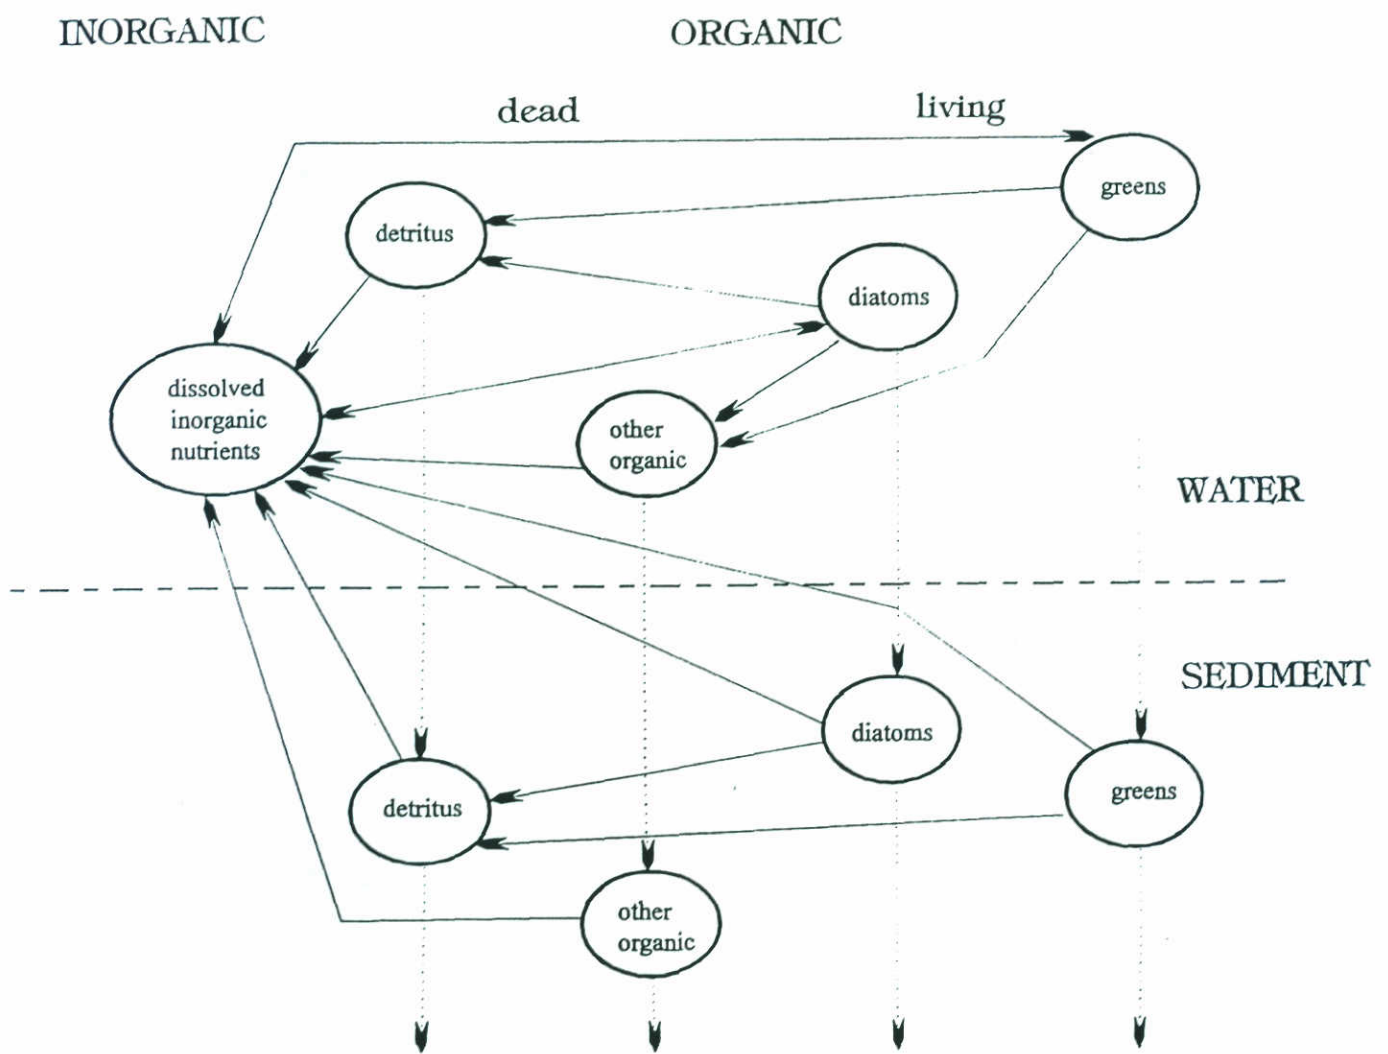 INORGANIC
ORGANIC
dead
living
greens
detritus
diatoms
dissolved
inorganic
nutrients
other
organic
WATER
SEDIMENT
diatoms
greens
detritus
other
organic